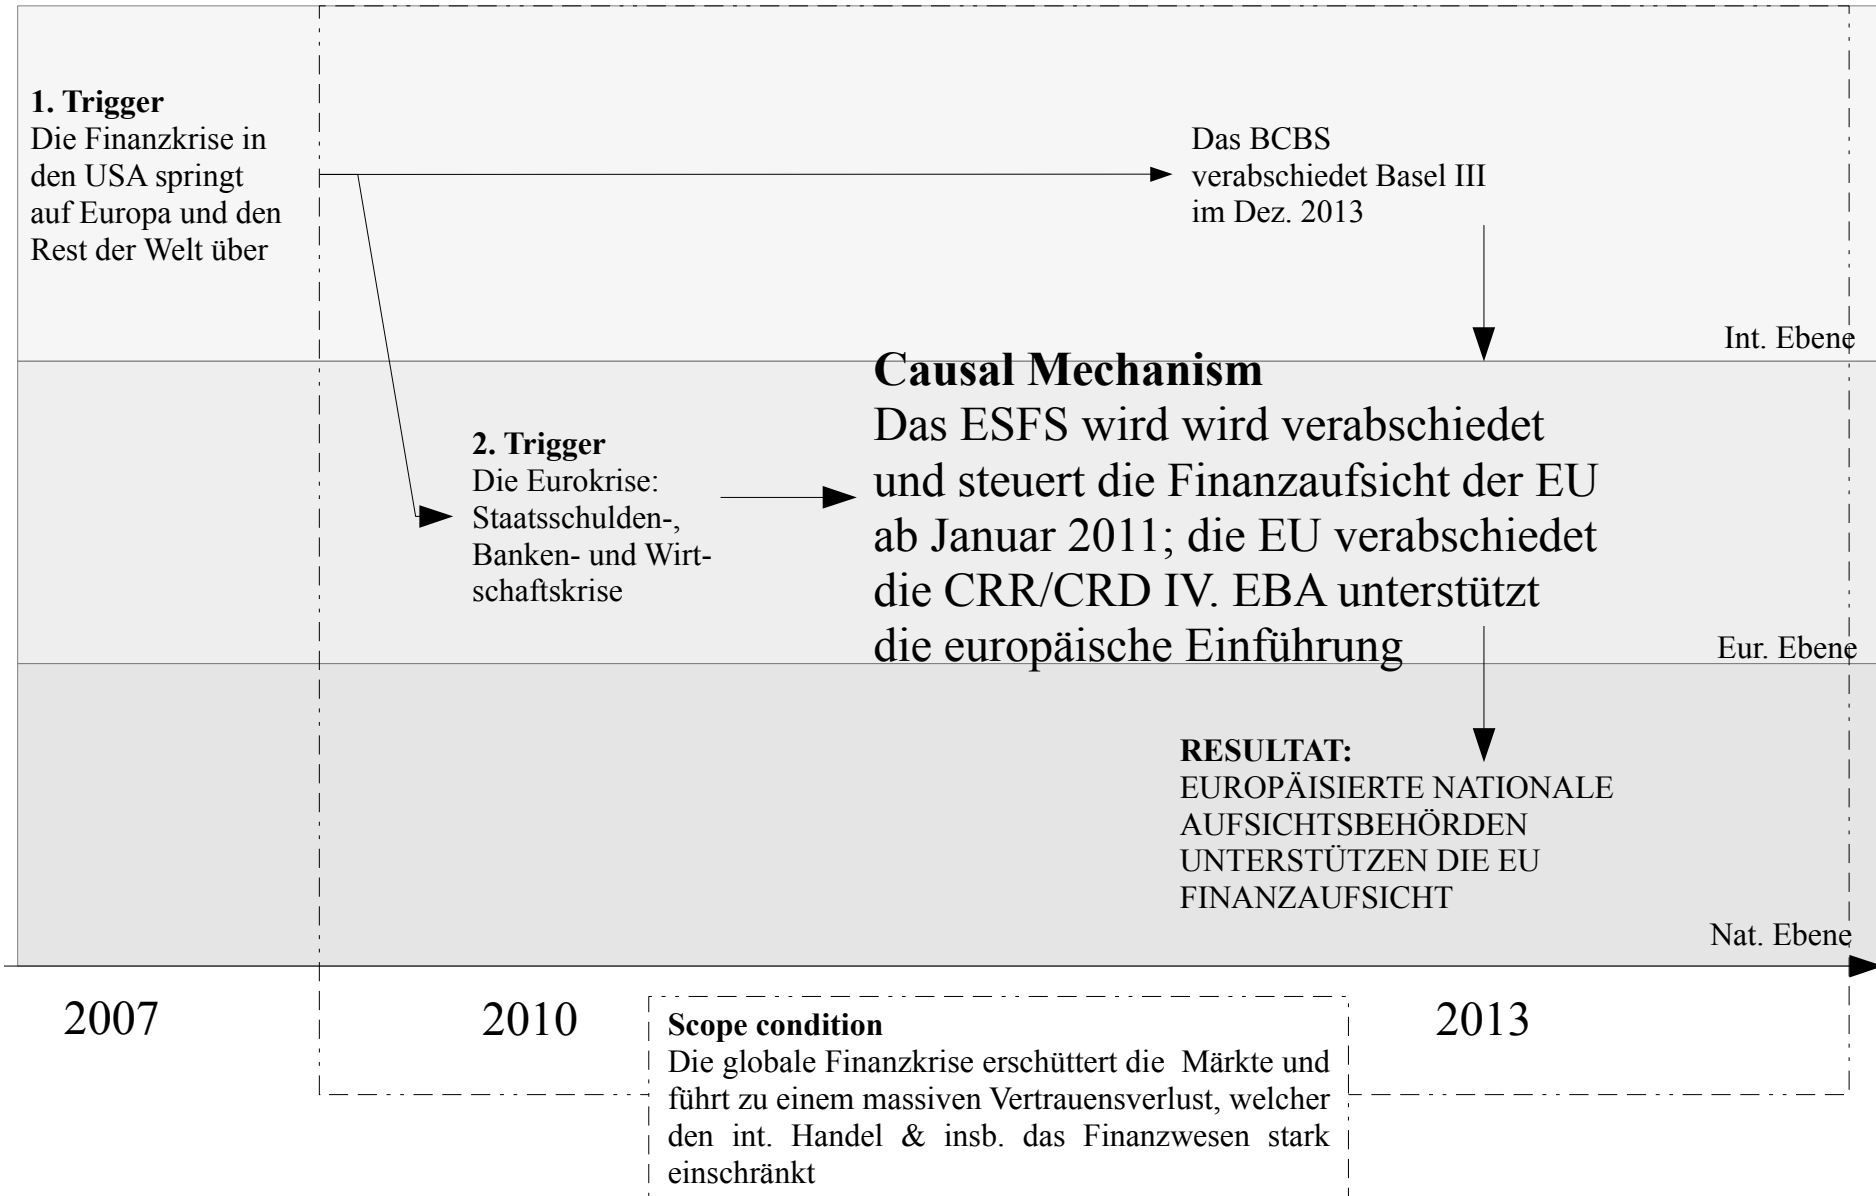 1. Trigger
Die Finanzkrise in
den USA springt
auf Europa und den
Rest der Welt über
Das BCBS
verabschiedet Basel III
im Dez. 2013
Int. Ebene
Causal Mechanism
Das ESFS wird wird verabschiedet
und steuert die Finanzaufsicht der EU
ab Januar 2011; die EU verabschiedet
die CRR/CRD IV. EBA unterstützt
die europäische Einführung
2. Trigger
Die Eurokrise:
Staatsschulden-,
Banken- und Wirt-
schaftskrise
Eur. Ebene
RESULTAT:
EUROPÄISIERTE NATIONALE
AUFSICHTSBEHÖRDEN
UNTERSTÜTZEN DIE EU
FINANZAUFSICHT
Nat. Ebene
2007
2010
2013
Scope condition
Die globale Finanzkrise erschüttert die Märkte und
führt zu einem massiven Vertrauensverlust, welcher
den int. Handel & insb. das Finanzwesen stark
einschränkt